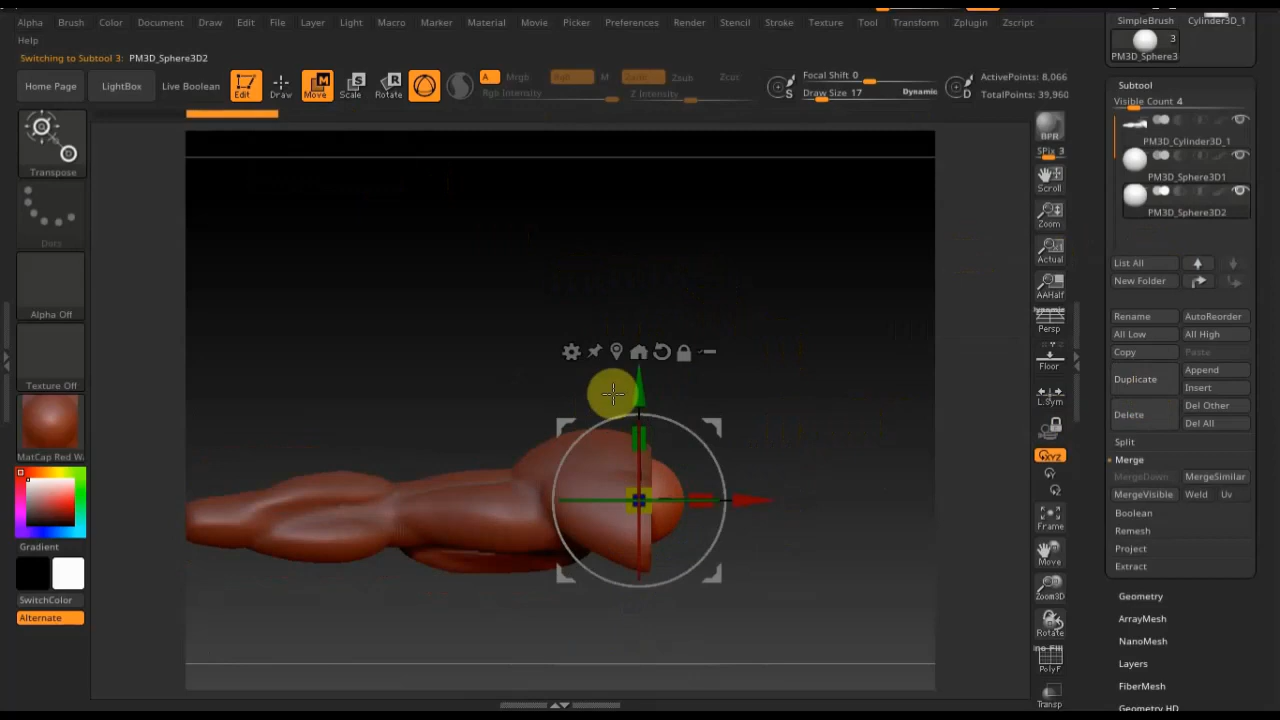 Alpha Brush Color Document Draw Edit File Layer Light Macro Marker Material Movie Picker Preferences Render Stencil Stroke Texture Tool Transform Zplugin Zscript
Help
Switching to Subtool 3: PM3D_Sphere3D2
Home Page
LightBox
Live Boolean
Edit
Draw
Move
Scale
Rotate
A
Mrgb
Rgb
M
Zadd
Zsub
Zcut
Rgb Intensity
Z Intensity
S
Focal Shift 0
Draw Size 17
Dynamic
D
ActivePoints: 8,066
TotalPoints: 39,960
Transpose
Dots
Alpha Off
Texture Off
MatCap Red Wa
Gradient
SwitchColor
Alternate
BPR
SPix 3
Scroll
Zoom
Actual
AAHalf
Dynamic
Persp
Floor
L.Sym
XYZ
Y
Z
Frame
Move
Zoom3D
Rotate
PolyF
Transp
SimpleBrush
Cylinder3D_1
3
PM3D_Sphere3
Subtool
Visible Count 4
PM3D_Cylinder3D_1
PM3D_Sphere3D1
PM3D_Sphere3D2
List All
New Folder
Rename AutoReorder
All Low All High
Copy Paste
Duplicate
Append
Insert
Delete
Del Other
Del All
Split
Merge
MergeDown MergeSimilar
MergeVisible Weld Uv
Boolean
Remesh
Project
Extract
Geometry
ArrayMesh
NanoMesh
Layers
FiberMesh
Geometry HD